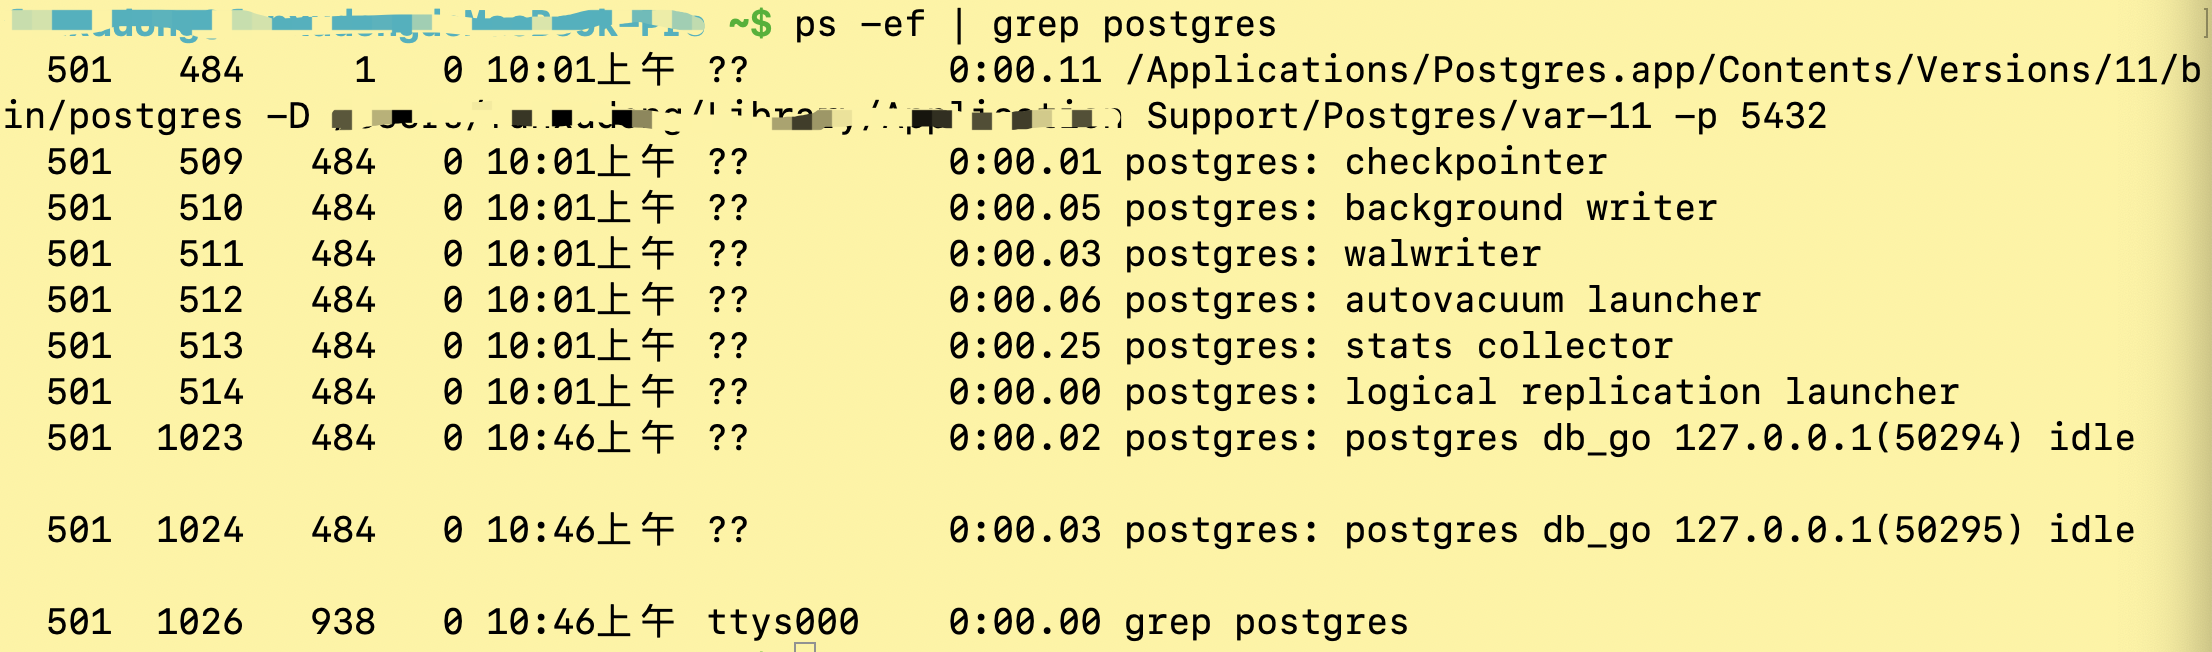 ~$ ps -ef | grep postgres
501 484 1 0 10:01上午 ?? 0:00.11 /Applications/Postgres.app/Contents/Versions/11/b
in/postgres -D Support/Postgres/var-11 -p 5432
501 509 484 0 10:01上午 ?? 0:00.01 postgres: checkpointer
501 510 484 0 10:01上午 ?? 0:00.05 postgres: background writer
501 511 484 0 10:01上午 ?? 0:00.03 postgres: walwriter
501 512 484 0 10:01上午 ?? 0:00.06 postgres: autovacuum launcher
501 513 484 0 10:01上午 ?? 0:00.25 postgres: stats collector
501 514 484 0 10:01上午 ?? 0:00.00 postgres: logical replication launcher
501 1023 484 0 10:46上午 ?? 0:00.02 postgres: postgres db_go 127.0.0.1(50294) idle
501 1024 484 0 10:46上午 ?? 0:00.03 postgres: postgres db_go 127.0.0.1(50295) idle
501 1026 938 0 10:46上午 ttys000 0:00.00 grep postgres